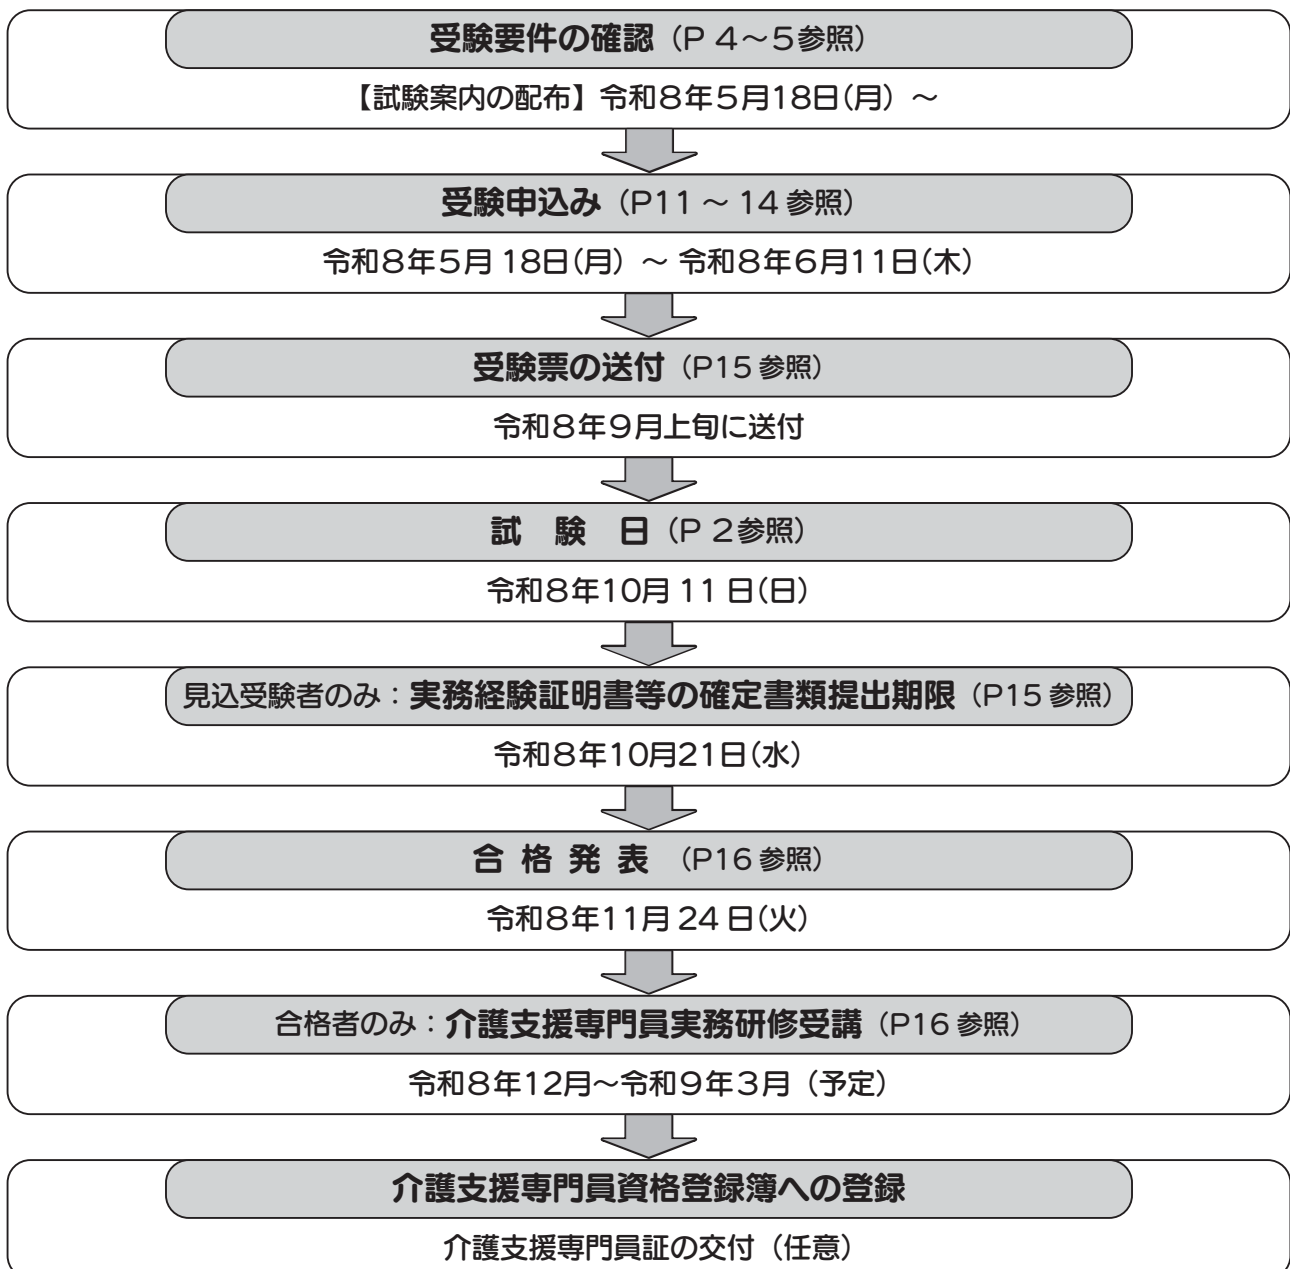 受験要件の確認（P 4～5参照）
【試験案内の配布】令和8年5月18日(月) ～
受験申込み（P11 ～ 14 参照）
令和8年5月 18日(月) ～ 令和8年6月11日(木)
受験票の送付（P15 参照）
令和8年9月上旬に送付
試 験 日（P 2参照）
令和8年10月 11 日(日)
見込受験者のみ：実務経験証明書等の確定書類提出期限（P15 参照）
令和8年10月21日(水)
合 格 発 表 （P16 参照）
令和8年11月 24 日(火)
合格者のみ：介護支援専門員実務研修受講（P16 参照）
令和8年12月～令和9年3月（予定）
介護支援専門員資格登録簿への登録
介護支援専門員証の交付（任意）